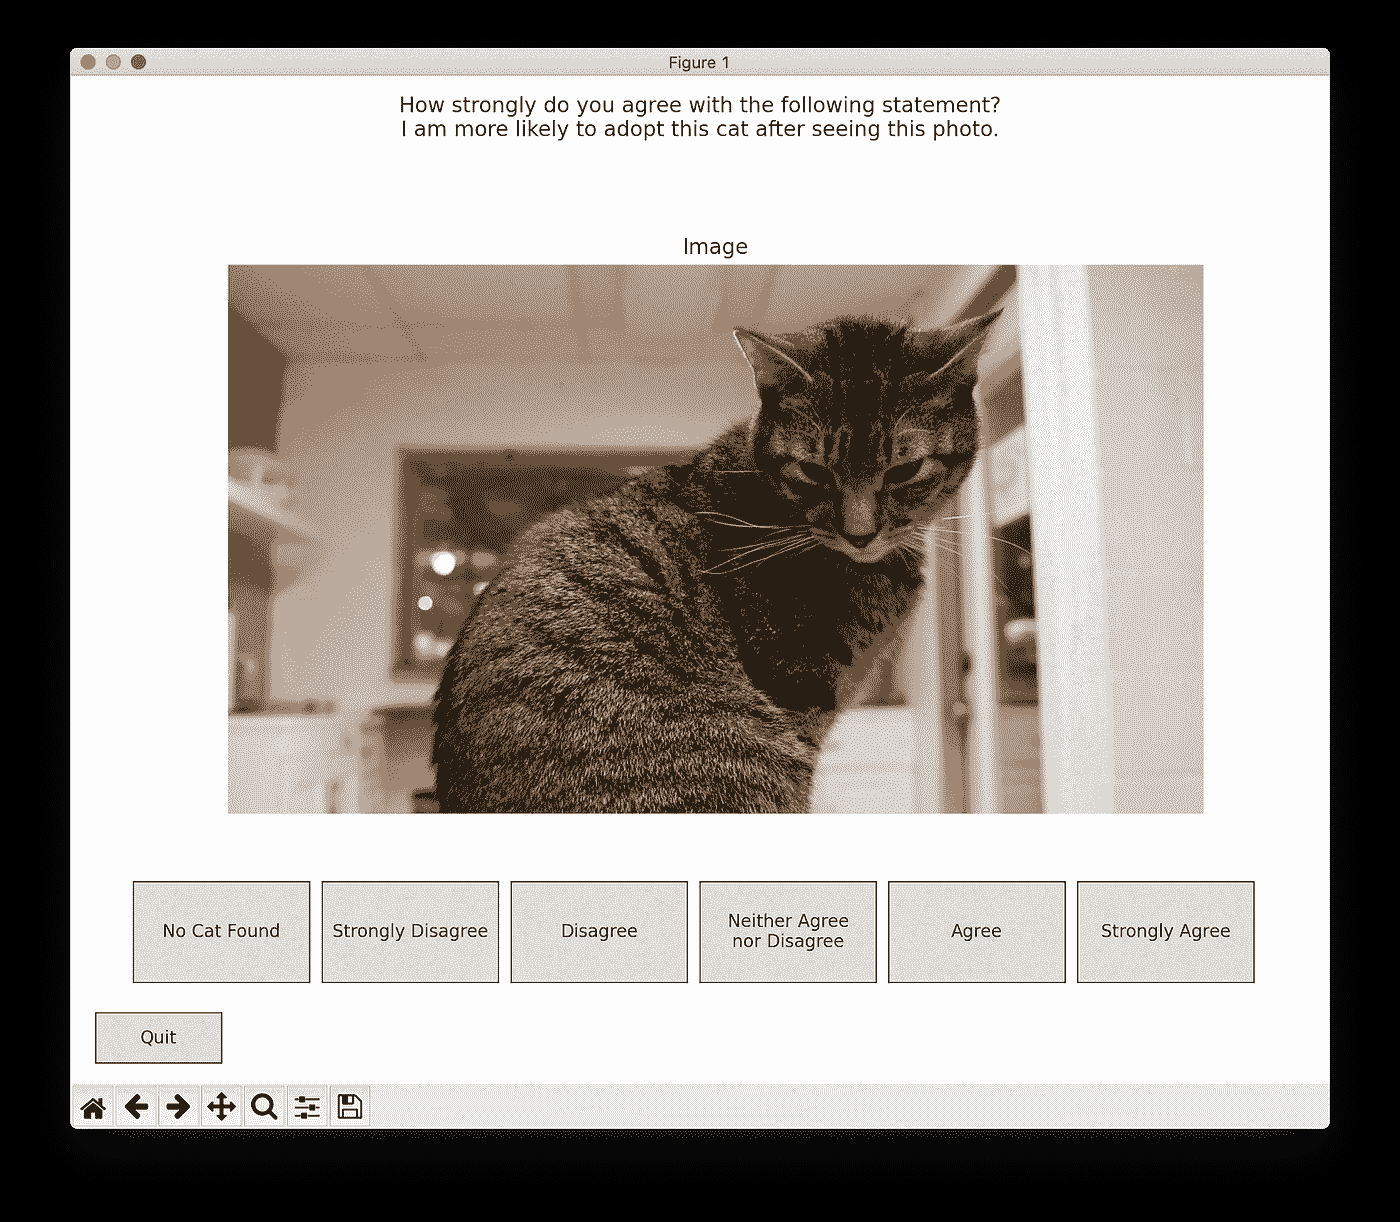 Figure 1
How strongly do you agree with the following statement?
I am more likely to adopt this cat after seeing this photo.
Image
No Cat Found
Strongly Disagree
Disagree
Neither Agree
nor Disagree
Agree
Strongly Agree
Quit